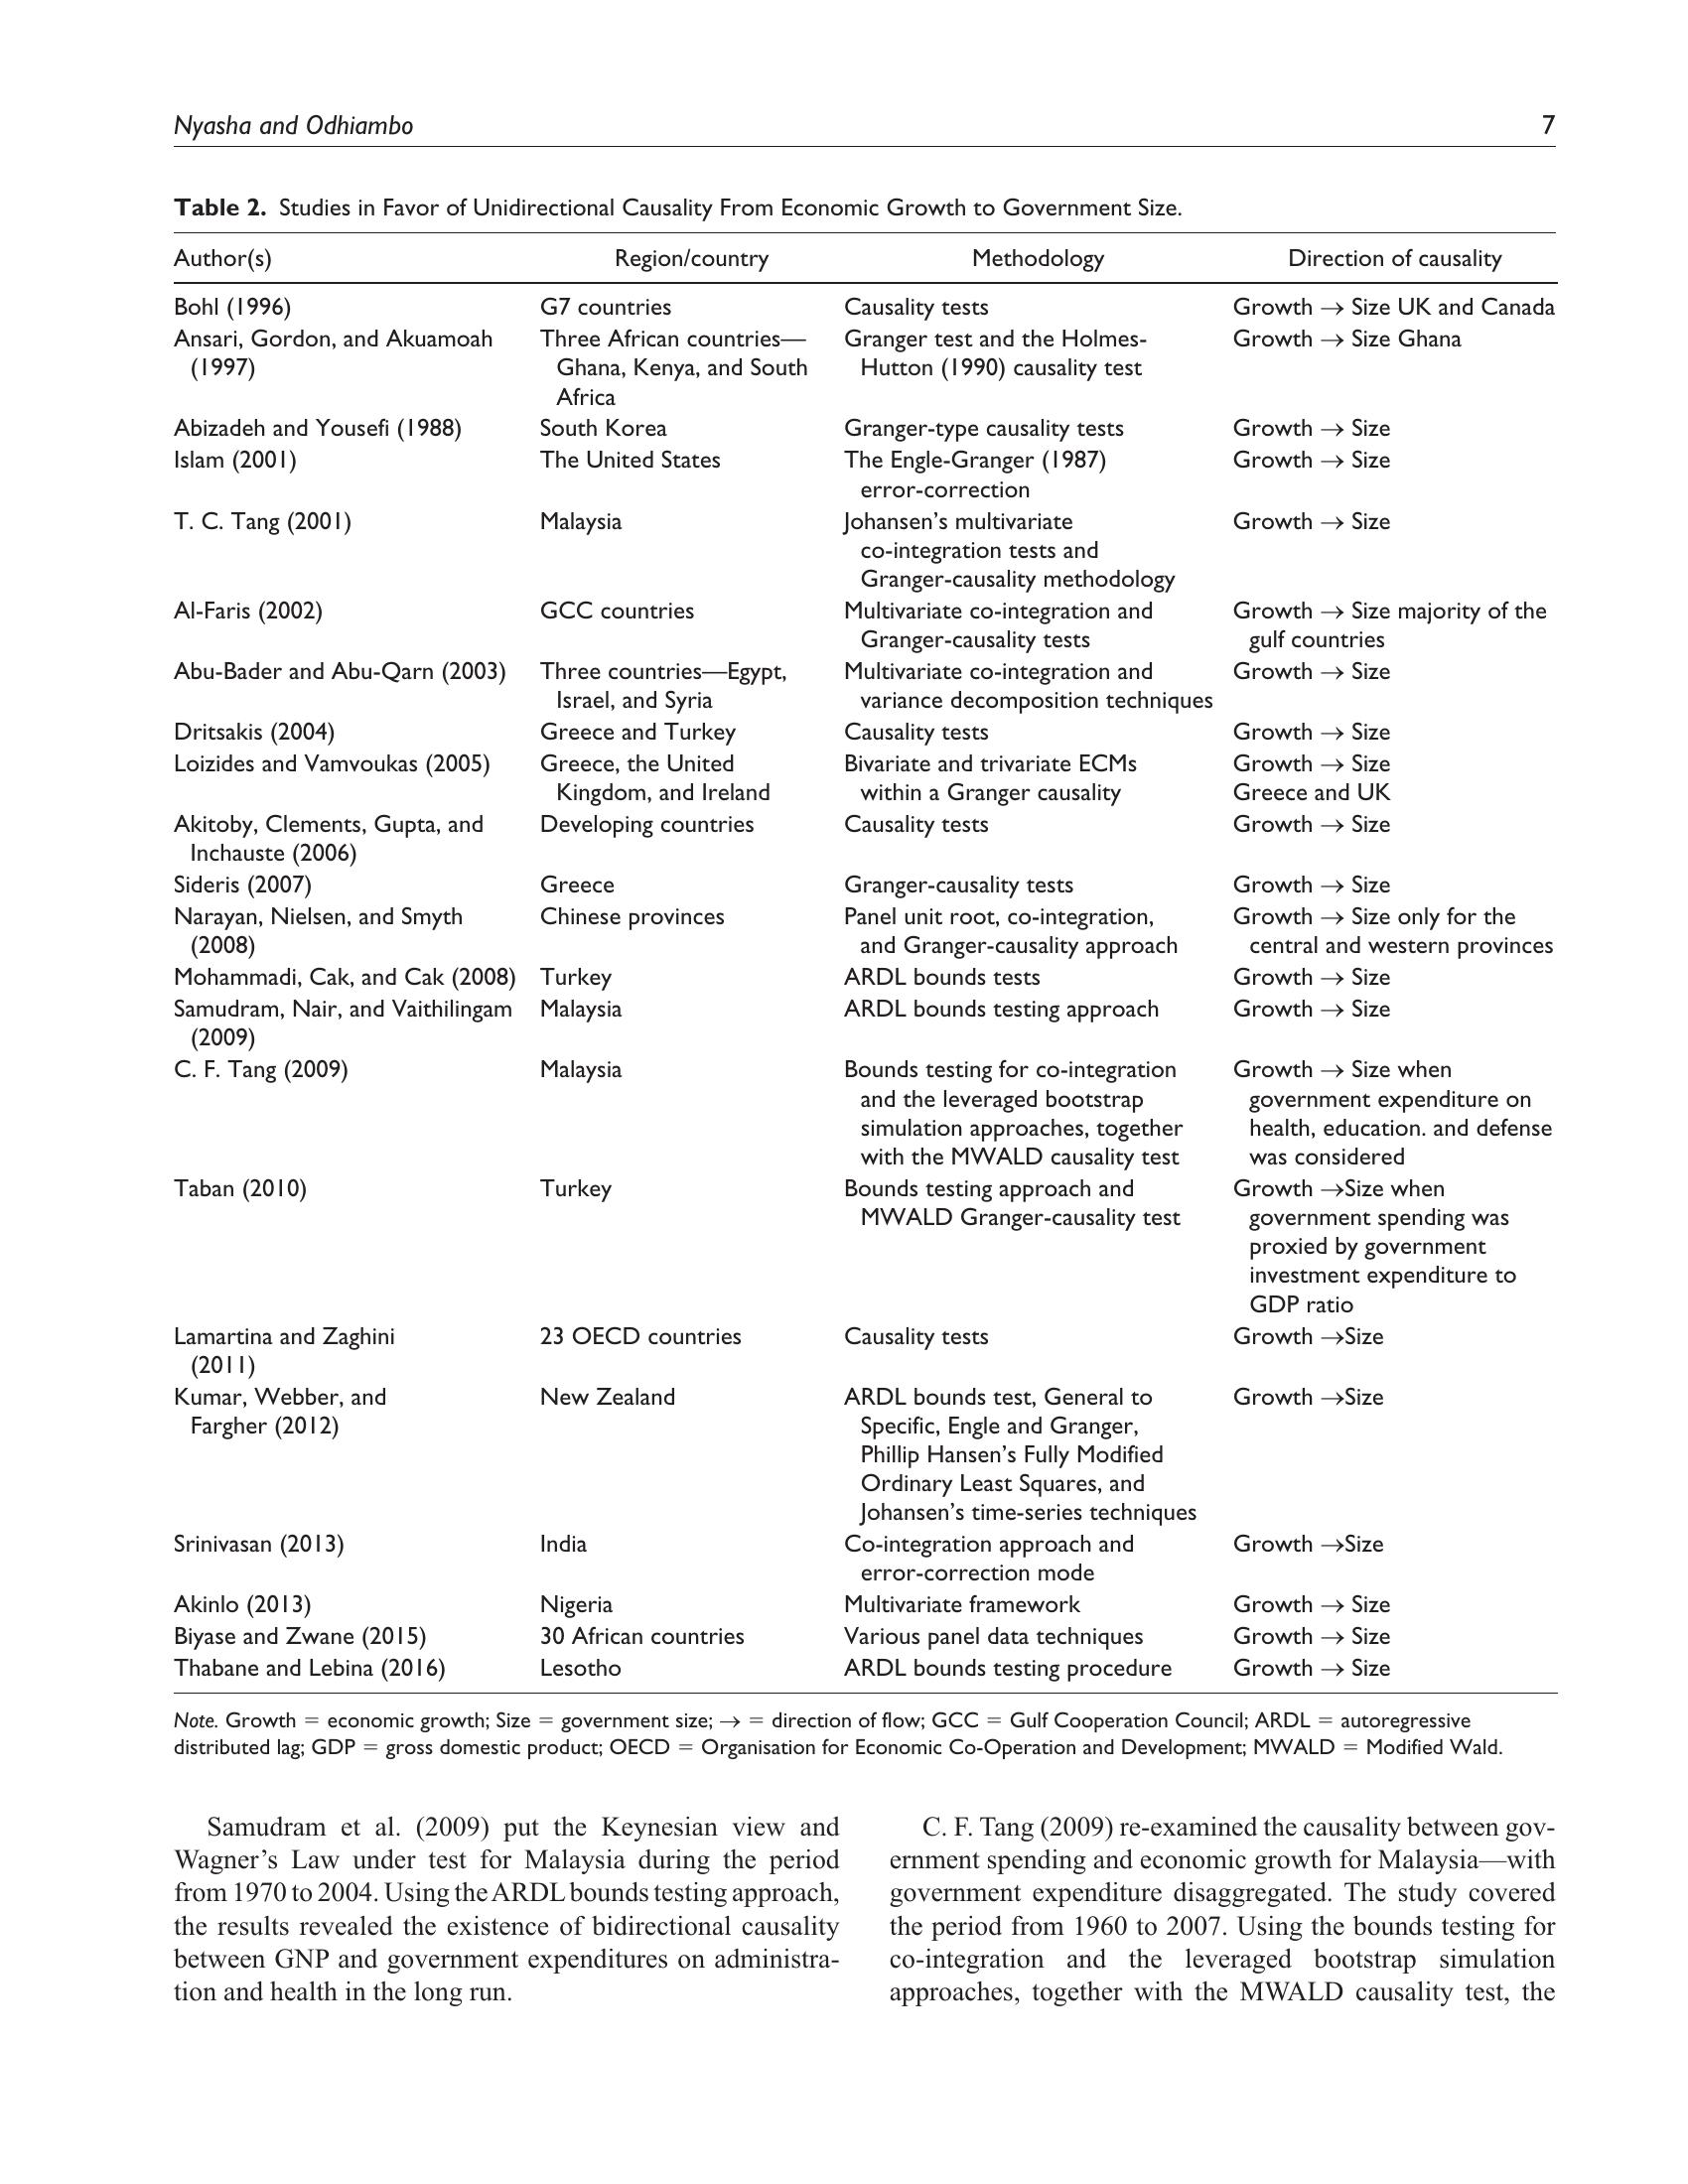 Nyasha and Odhiambo 7
Table 2. Studies in Favor of Unidirectional Causality From Economic Growth to Government Size.
Author(s) Region/country Methodology Direction of causality
Bohl (1996) G7 countries Causality tests Growth → Size UK and Canada
Ansari, Gordon, and Akuamoah Three African countries— Granger test and the Holmes- Growth → Size Ghana
(1997) Ghana, Kenya, and South Hutton (1990) causality test
Africa
Abizadeh and Yousefi (1988) South Korea Granger-type causality tests Growth → Size
Islam (2001) The United States The Engle-Granger (1987) Growth → Size
error-correction
T. C. Tang (2001) Malaysia Johansen's multivariate Growth → Size
co-integration tests and
Granger-causality methodology
Al-Faris (2002) GCC countries Multivariate co-integration and Growth → Size majority of the
Granger-causality tests gulf countries
Abu-Bader and Abu-Qarn (2003) Three countries—Egypt, Multivariate co-integration and Growth → Size
Israel, and Syria variance decomposition techniques
Dritsakis (2004) Greece and Turkey Causality tests Growth → Size
Loizides and Vamvoukas (2005) Greece, the United Bivariate and trivariate ECMs Growth → Size
Kingdom, and Ireland within a Granger causality Greece and UK
Akitoby, Clements, Gupta, and Developing countries Causality tests Growth → Size
Inchauste (2006)
Sideris (2007) Greece Granger-causality tests Growth → Size
Narayan, Nielsen, and Smyth Chinese provinces Panel unit root, co-integration, Growth → Size only for the
(2008) and Granger-causality approach central and western provinces
Mohammadi, Cak, and Cak (2008) Turkey ARDL bounds tests Growth → Size
Samudram, Nair, and Vaithilingam Malaysia ARDL bounds testing approach Growth → Size
(2009)
C. F. Tang (2009) Malaysia Bounds testing for co-integration Growth → Size when
and the leveraged bootstrap government expenditure on
simulation approaches, together health, education. and defense
with the MWALD causality test was considered
Taban (2010) Turkey Bounds testing approach and Growth →Size when
MWALD Granger-causality test government spending was
proxied by government
investment expenditure to
GDP ratio
Lamartina and Zaghini 23 OECD countries Causality tests Growth →Size
(2011)
Kumar, Webber, and New Zealand ARDL bounds test, General to Growth →Size
Fargher (2012) Specific, Engle and Granger,
Phillip Hansen's Fully Modified
Ordinary Least Squares, and
Johansen's time-series techniques
Srinivasan (2013) India Co-integration approach and Growth →Size
error-correction mode
Akinlo (2013) Nigeria Multivariate framework Growth → Size
Biyase and Zwane (2015) 30 African countries Various panel data techniques Growth → Size
Thabane and Lebina (2016) Lesotho ARDL bounds testing procedure Growth → Size
Note. Growth = economic growth; Size = government size; → = direction of flow; GCC = Gulf Cooperation Council; ARDL = autoregressive
distributed lag; GDP = gross domestic product; OECD = Organisation for Economic Co-Operation and Development; MWALD = Modified Wald.
Samudram et al. (2009) put the Keynesian view and
Wagner's Law under test for Malaysia during the period
from 1970 to 2004. Using the ARDL bounds testing approach,
the results revealed the existence of bidirectional causality
between GNP and government expenditures on administra-
tion and health in the long run.
C. F. Tang (2009) re-examined the causality between gov-
ernment spending and economic growth for Malaysia—with
government expenditure disaggregated. The study covered
the period from 1960 to 2007. Using the bounds testing for
co-integration and the leveraged bootstrap simulation
approaches, together with the MWALD causality test, the